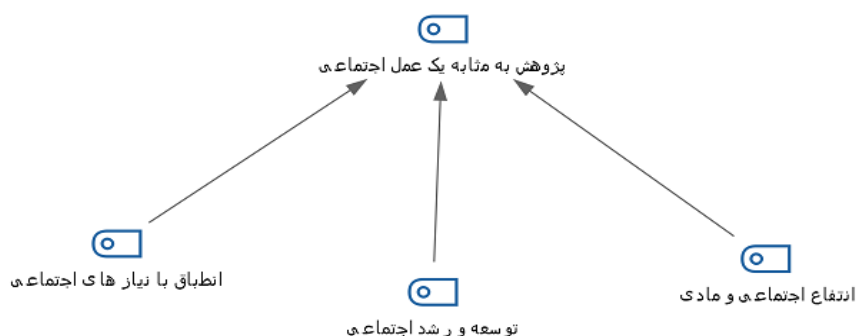 پژوهش به مثابه یک عمل اجتماعی
انطباق با نیاز های اجتماعی
انتفاع اجتماعی و مادی
توسعه و رشد اجتماعی